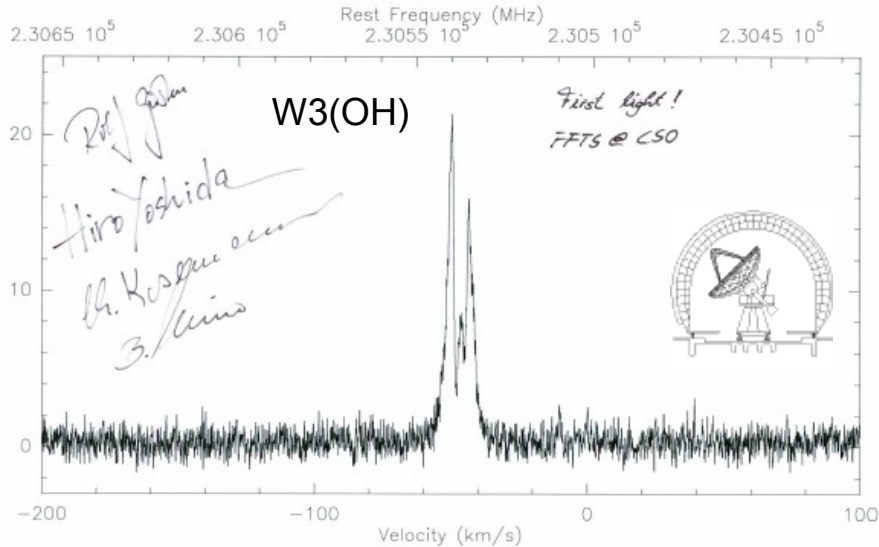 Rest Frequency (MHz)
2.3065 10⁵ 2.306 10⁵ 2.3055 10⁵ 2.305 10⁵ 2.3045 10⁵
W3(OH)
First light!
FFTS @ CSO
Hiro Yoshida
20
10
0
-200 -100 0 100
Velocity (km/s)